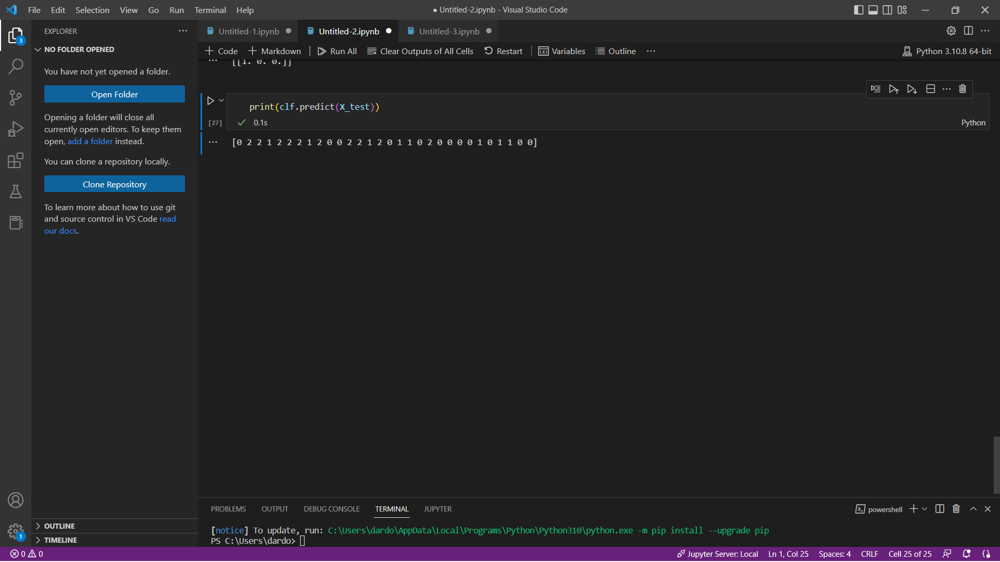 File Edit Selection View Go Run Terminal Help
● Untitled-2.ipynb - Visual Studio Code
EXPLORER
NO FOLDER OPENED
You have not yet opened a folder.
Open Folder
Opening a folder will close all
currently open editors. To keep them
open, add a folder instead.
You can clone a repository locally.
Clone Repository
To learn more about how to use git
and source control in VS Code read
our docs.
OUTLINE
TIMELINE
3
1
Untitled-1.ipynb
Untitled-2.ipynb
Untitled-3.ipynb
Code Markdown Run All Clear Outputs of All Cells Restart Variables Outline
Python 3.10.8 64-bit
[[1. 0. 0.]]
print(clf.predict(X_test))
[27] 0.1s
Python
[0 2 2 1 2 2 2 1 2 0 0 2 2 1 2 0 1 1 0 2 0 0 0 0 1 0 1 1 0 0]
PROBLEMS OUTPUT DEBUG CONSOLE TERMINAL JUPYTER
powershell
[notice] To update, run: C:\Users\dardo\AppData\Local\Programs\Python\Python310\python.exe -m pip install --upgrade pip
PS C:\Users\dardo>
0 0
Jupyter Server: Local Ln 1, Col 25 Spaces: 4 CRLF Cell 25 of 25